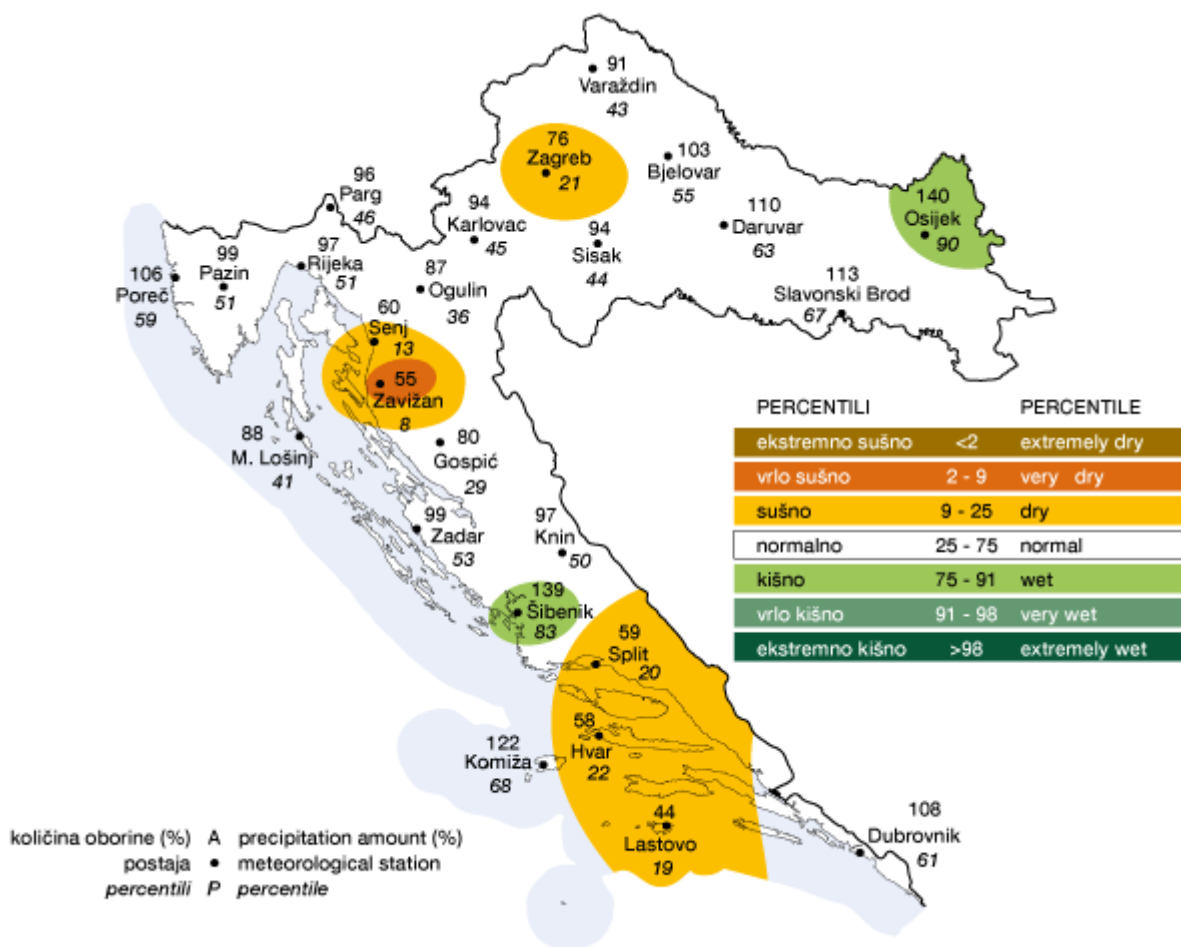 91
Varaždin
43
76
Zagreb
21
103
Bjelovar
55
140
Osijek
90
96
Parg
46
94
Karlovac
45
94
Sisak
44
110
Daruvar
63
99
Pazin
51
97
Rijeka
51
106
Poreč
59
87
Ogulin
36
113
Slavonski Brod
67
60
Senj
13
55
Zavižan
8
88
M. Lošinj
41
80
Gospić
29
99
Zadar
53
97
Knin
50
139
Šibenik
83
59
Split
20
58
Hvar
22
122
Komiža
68
44
Lastovo
19
108
Dubrovnik
61
PERCENTILI PERCENTILE
ekstremno sušno <2 extremely dry
vrlo sušno 2 - 9 very dry
sušno 9 - 25 dry
normalno 25 - 75 normal
kišno 75 - 91 wet
vrlo kišno 91 - 98 very wet
ekstremno kišno >98 extremely wet
količina oborine (%) A precipitation amount (%)
postaja ● meteorological station
percentili P percentile